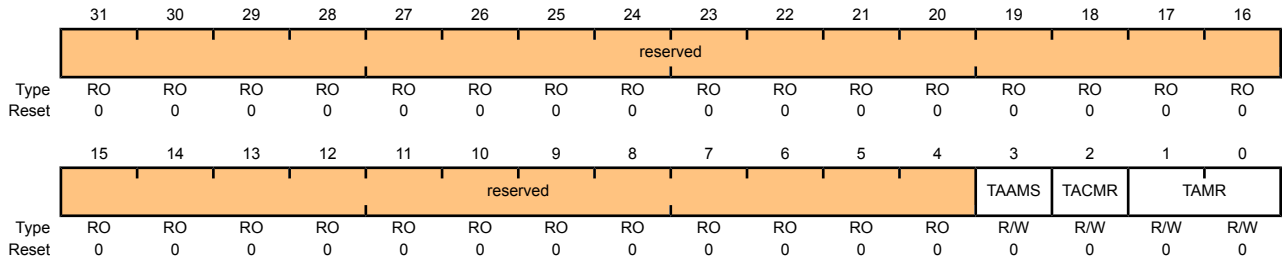 31 30 29 28 27 26 25 24 23 22 21 20 19 18 17 16
reserved
Type RO RO RO RO RO RO RO RO RO RO RO RO RO RO RO RO
Reset 0 0 0 0 0 0 0 0 0 0 0 0 0 0 0 0
15 14 13 12 11 10 9 8 7 6 5 4 3 2 1 0
reserved TAAMS TACMR TAMR
Type RO RO RO RO RO RO RO RO RO RO RO RO R/W R/W R/W R/W
Reset 0 0 0 0 0 0 0 0 0 0 0 0 0 0 0 0